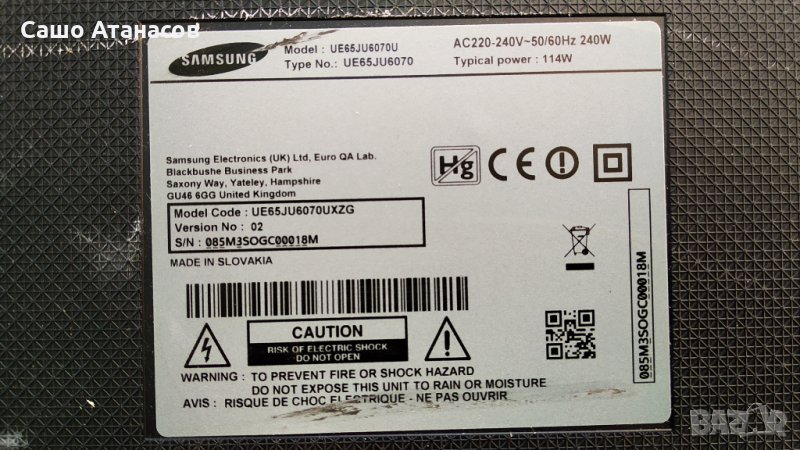 Сашо Атанасов
SAMSUNG
Model : UE65JU6070U
Type No.: UE65JU6070
AC220-240V~50/60Hz 240W
Typical power : 114W
Samsung Electronics (UK) Ltd, Euro QA Lab.
Blackbushe Business Park
Saxony Way, Yateley, Hampshire
GU46 6GG United Kingdom
Hg
Model Code : UE65JU6070UXZG
Version No : 02
S/N : 085M3SOGC00018M
MADE IN SLOVAKIA
085M3SOGC00018M
CAUTION
RISK OF ELECTRIC SHOCK
DO NOT OPEN
WARNING : TO PREVENT FIRE OR SHOCK HAZARD
DO NOT EXPOSE THIS UNIT TO RAIN OR MOISTURE
AVIS : RISQUE DE CHOC ELECTRIQUE - NE PAS OUVRIR
BAZAR